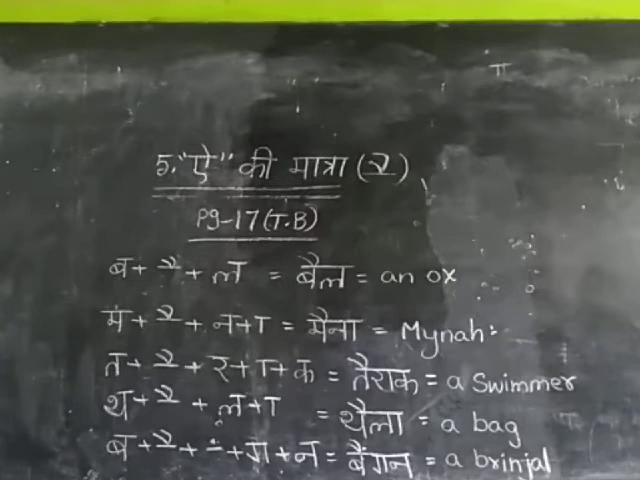 5. "ऐ" की मात्रा (ै)
Pg-17(T.B)
ब + ै + ल = बैल = an ox
म + ै + न + ा = मैना = Mynah:
त + ै + र + ा + क = तैराक = a Swimmer
थ + ै + ल + ा = थैला = a bag
ब + ै + ं + ग + न = बैंगन = a brinjal